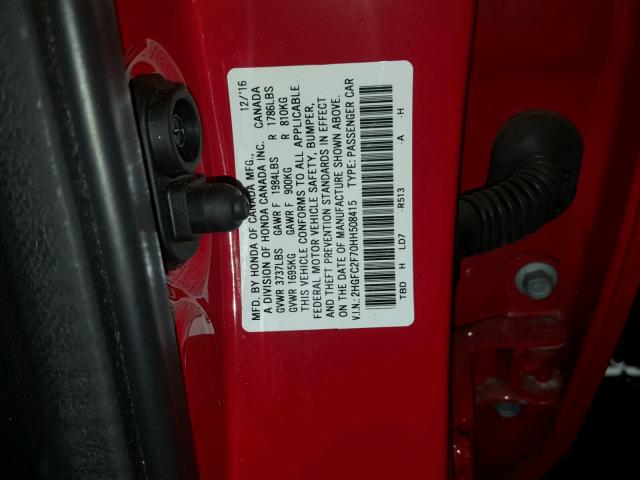 MFD. BY HONDA OF CANADA MFG., 12/'16
A DIVISION OF HONDA CANADA INC. CANADA
GVWR 3737LBS GAWR F 1984LBS R 1786LBS
GVWR 1695KG GAWR F 900KG R 810KG
THIS VEHICLE CONFORMS TO ALL APPLICABLE
FEDERAL MOTOR VEHICLE SAFETY, BUMPER,
AND THEFT PREVENTION STANDARDS IN EFFECT
ON THE DATE OF MANUFACTURE SHOWN ABOVE.
V.I.N.:2HGFC2F70HH508415 TYPE: PASSENGER CAR
TBD H LD7 -R513 -A -H